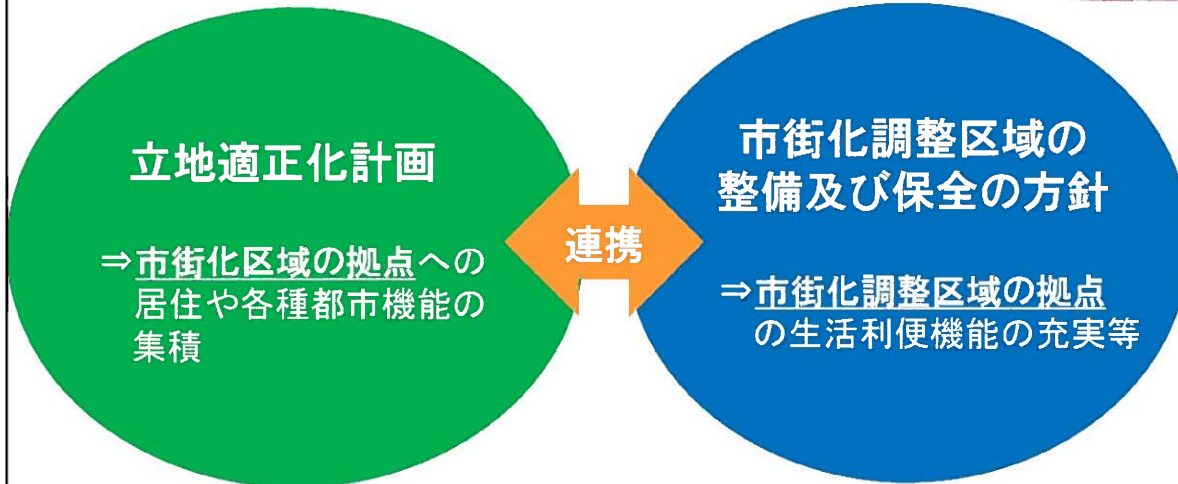 立地適正化計画
⇒市街化区域の拠点への
居住や各種都市機能の
集積
連携
市街化調整区域の
整備及び保全の方針
⇒市街化調整区域の拠点
の生活利便機能の充実等